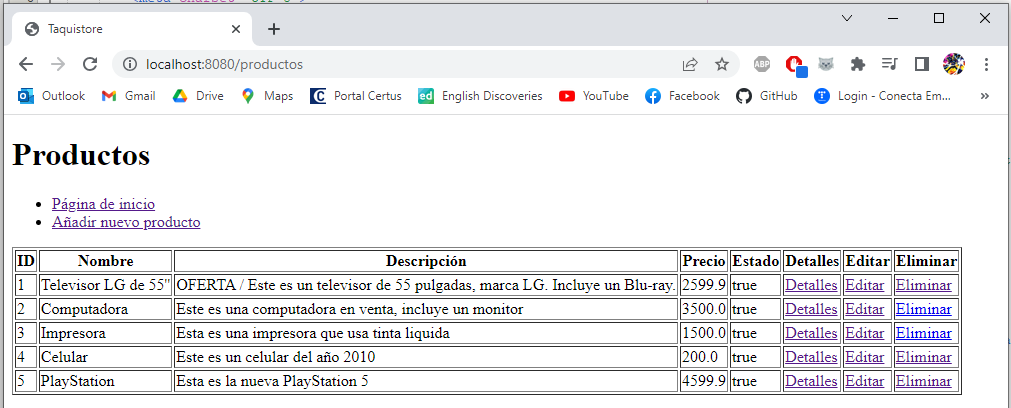 <meta charset="utf-8">
Taquistore
localhost:8080/productos
ABP
Outlook Gmail Drive Maps Portal Certus ed English Discoveries YouTube Facebook GitHub Login - Conecta Em... »
Productos
Página de inicio
Añadir nuevo producto
ID Nombre Descripción Precio Estado Detalles Editar Eliminar
1 Televisor LG de 55" OFERTA / Este es un televisor de 55 pulgadas, marca LG. Incluye un Blu-ray. 2599.9 true Detalles Editar Eliminar
2 Computadora Este es una computadora en venta, incluye un monitor 3500.0 true Detalles Editar Eliminar
3 Impresora Esta es una impresora que usa tinta liquida 1500.0 true Detalles Editar Eliminar
4 Celular Este es un celular del año 2010 200.0 true Detalles Editar Eliminar
5 PlayStation Esta es la nueva PlayStation 5 4599.9 true Detalles Editar Eliminar